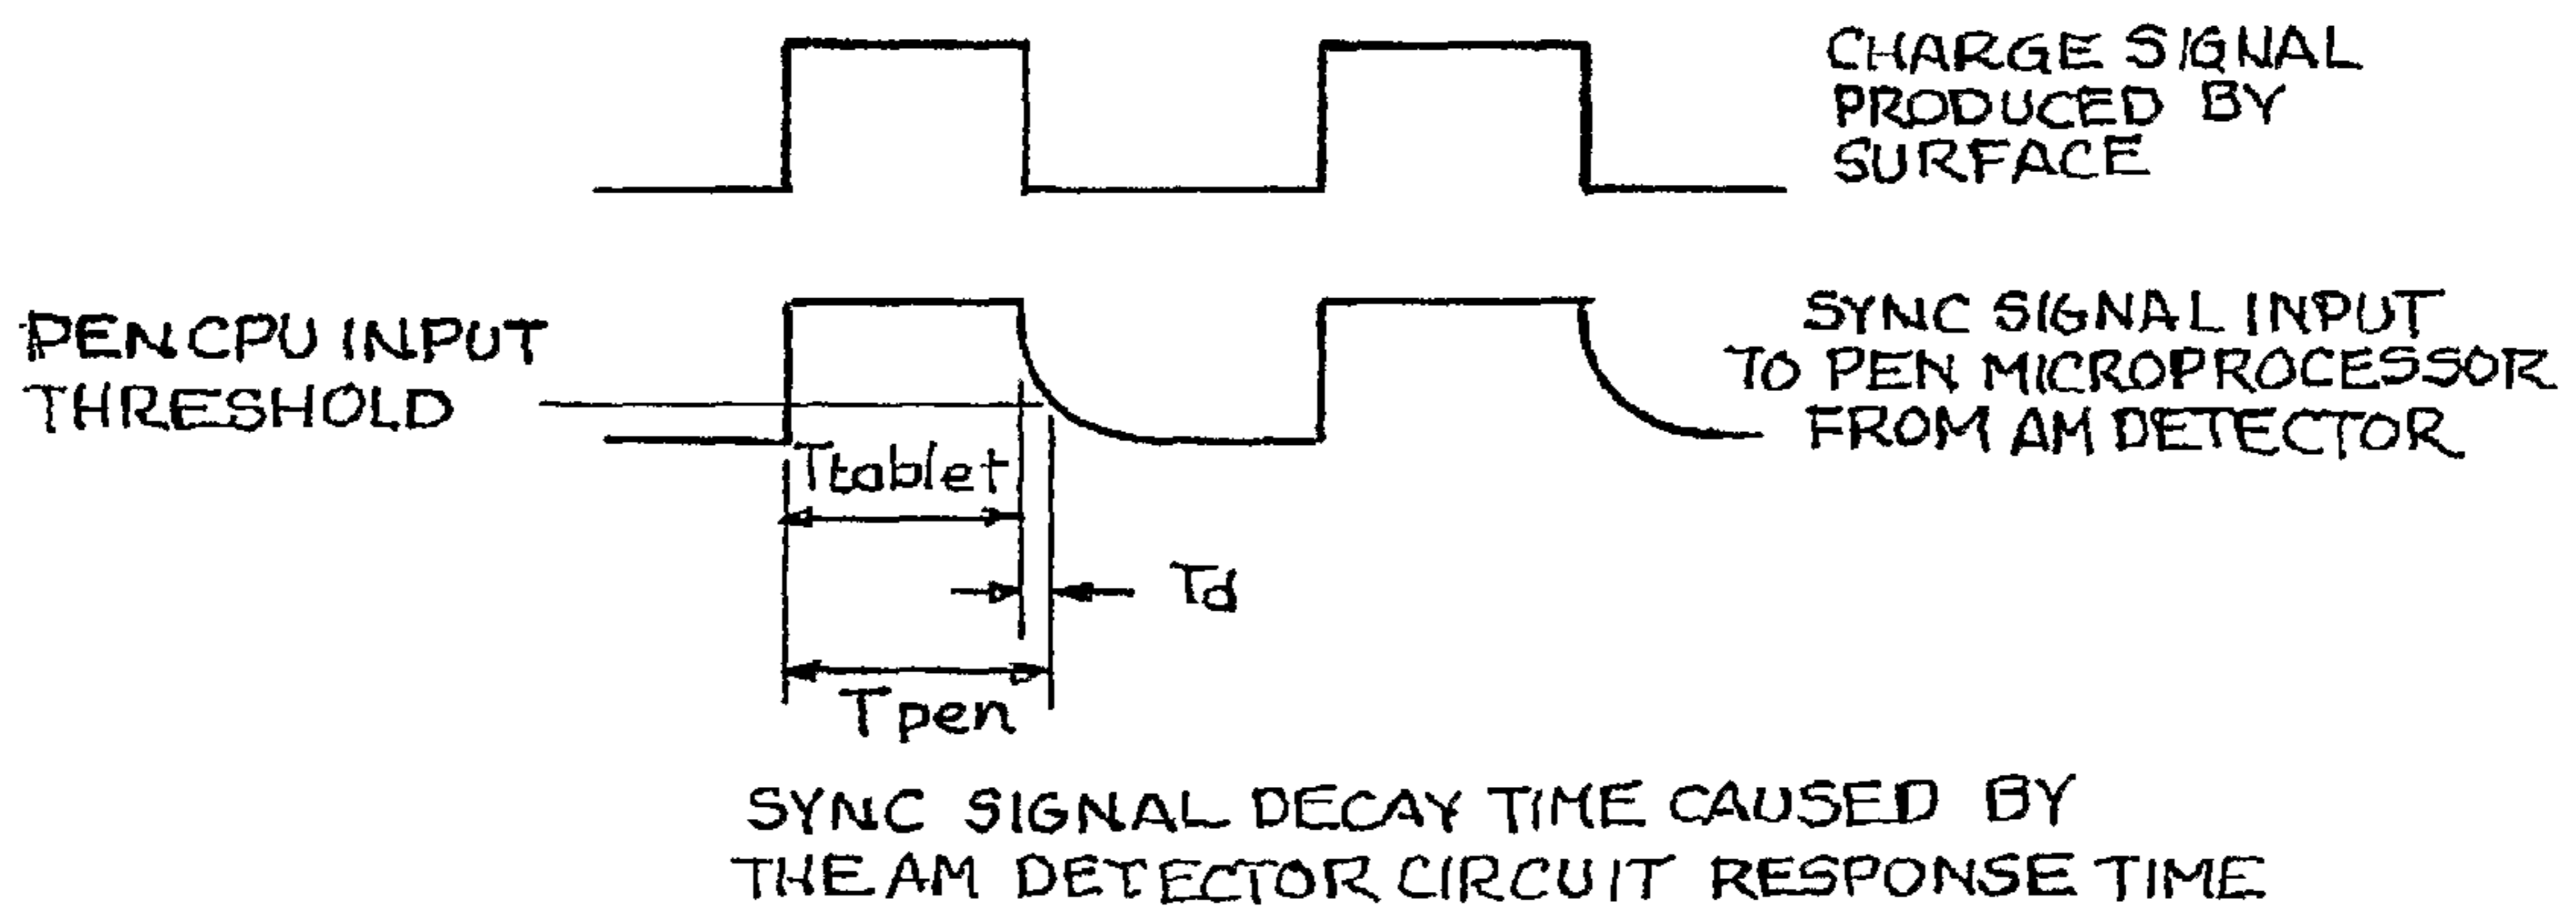 CHARGE SIGNAL
PRODUCED BY
SURFACE
PEN CPU INPUT
THRESHOLD
SYNC SIGNAL INPUT
TO PEN MICROPROCESSOR
FROM AM DETECTOR
Ttablet
Td
Tpen
SYNC SIGNAL DECAY TIME CAUSED BY
THE AM DETECTOR CIRCUIT RESPONSE TIME